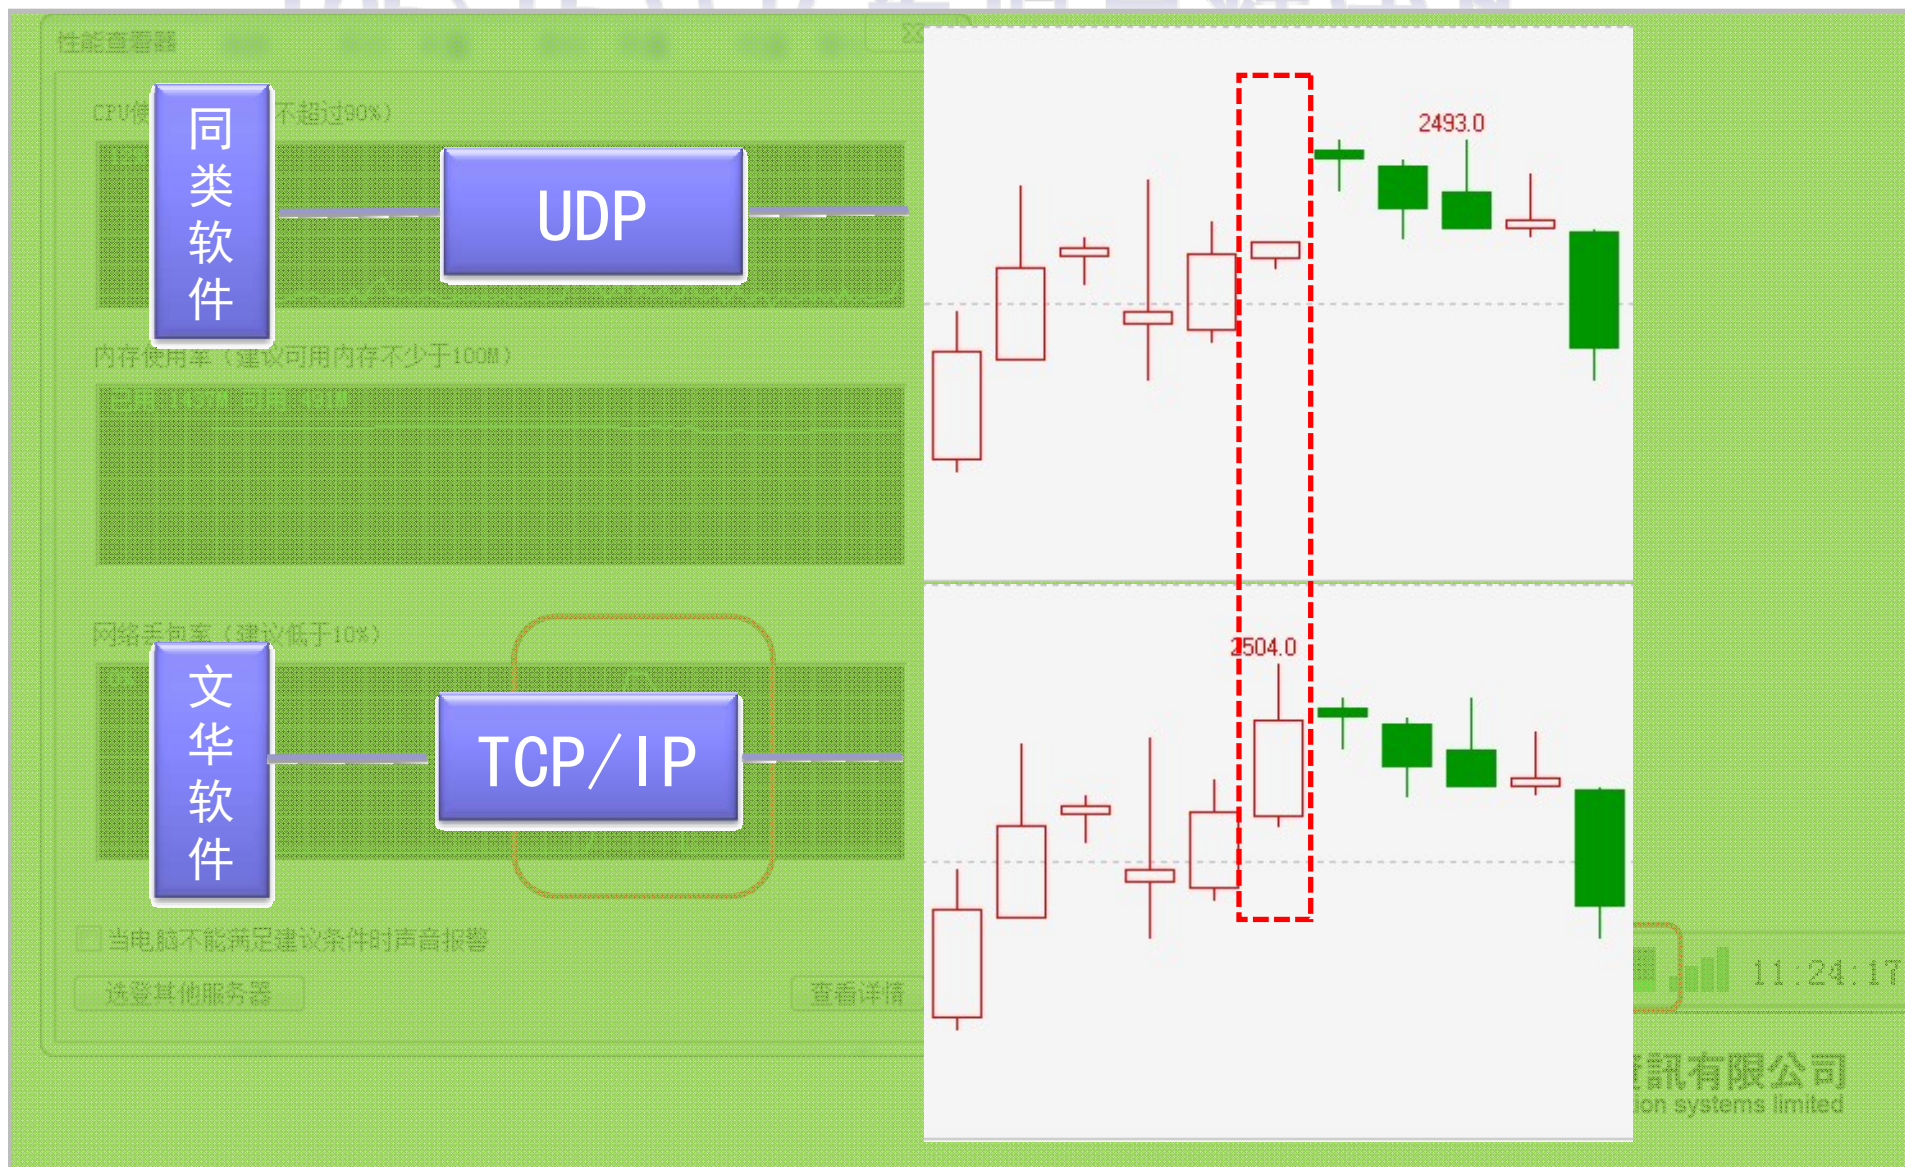 性能查看器
不超过90%）
CPU使
同类软件
UDP
2493.0
内存使用率（建议可用内存不少于100M）
网络丢包率（建议低于10%）
2504.0
文华软件
TCP/IP
当电脑不能满足建议条件时声音报警
选登其他服务器
查看详情
11:24:17
訊有限公司
ion systems limited